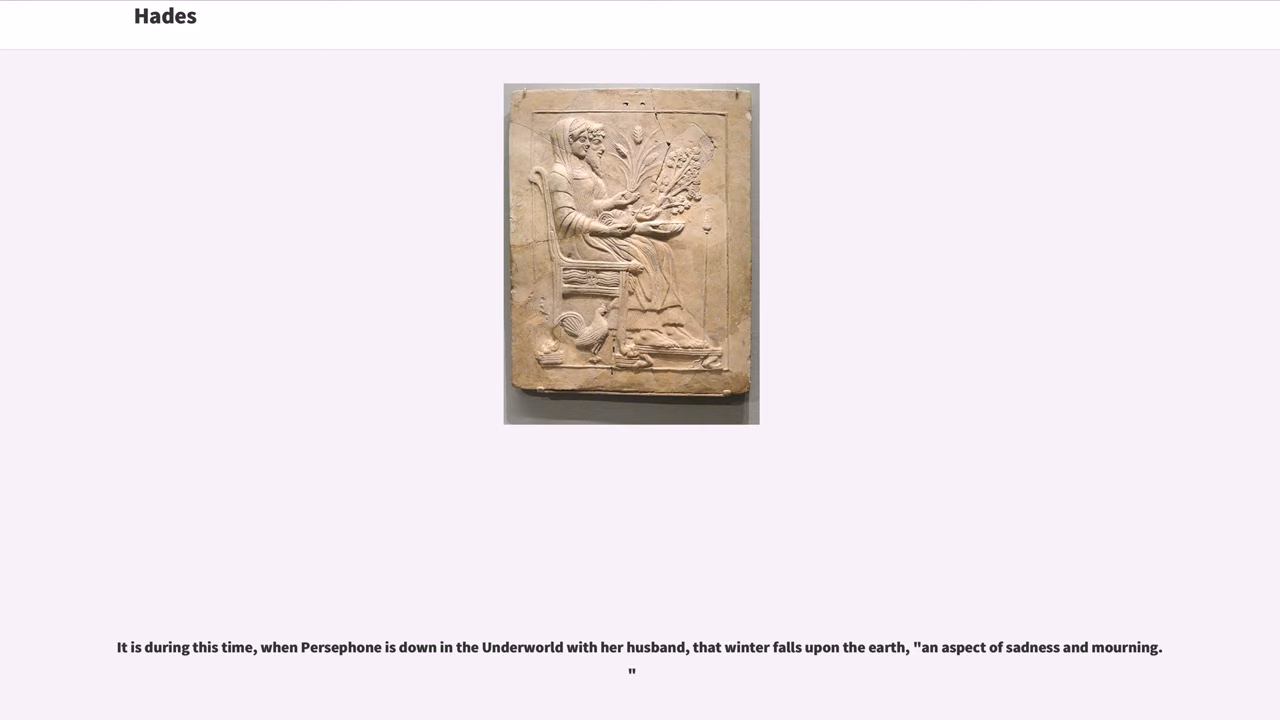 Hades
It is during this time, when Persephone is down in the Underworld with her husband, that winter falls upon the earth, "an aspect of sadness and mourning.
"